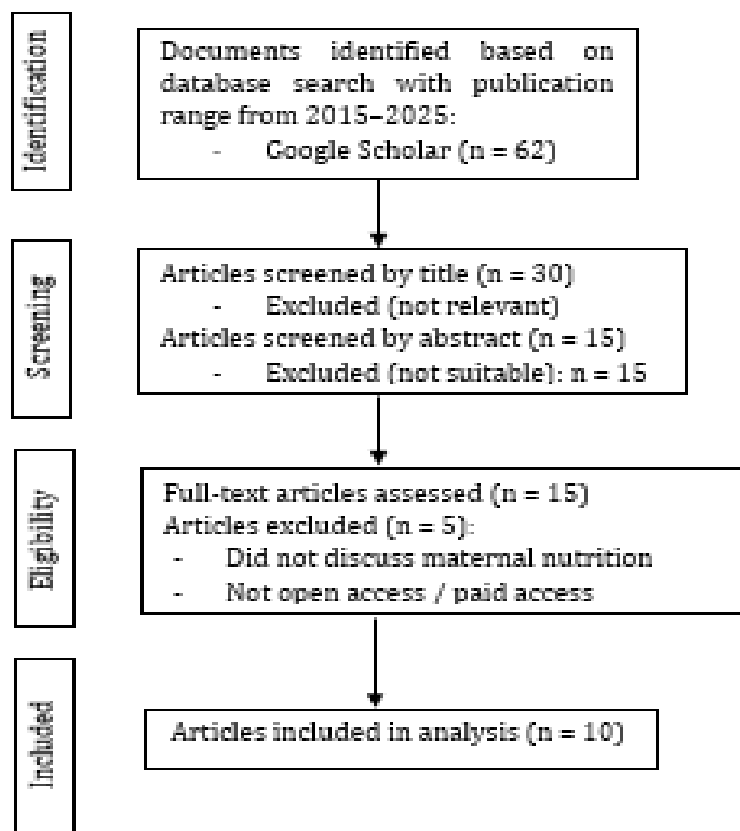 Identification
Documents identified based on
database search with publication
range from 2015–2025:
- Google Scholar (n = 62)
Screening
Articles screened by title (n = 30)
- Excluded (not relevant)
Articles screened by abstract (n = 15)
- Excluded (not suitable): n = 15
Eligibility
Full-text articles assessed (n = 15)
Articles excluded (n = 5):
- Did not discuss maternal nutrition
- Not open access / paid access
Included
Articles included in analysis (n = 10)